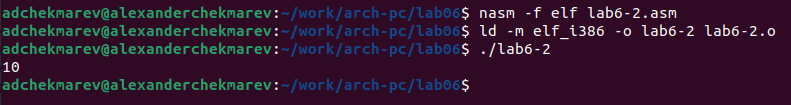 adchekmarev@alexanderchekmarev:~/work/arch-pc/lab06$ nasm -f elf lab6-2.asm
adchekmarev@alexanderchekmarev:~/work/arch-pc/lab06$ ld -m elf_i386 -o lab6-2 lab6-2.o
adchekmarev@alexanderchekmarev:~/work/arch-pc/lab06$ ./lab6-2
10
adchekmarev@alexanderchekmarev:~/work/arch-pc/lab06$